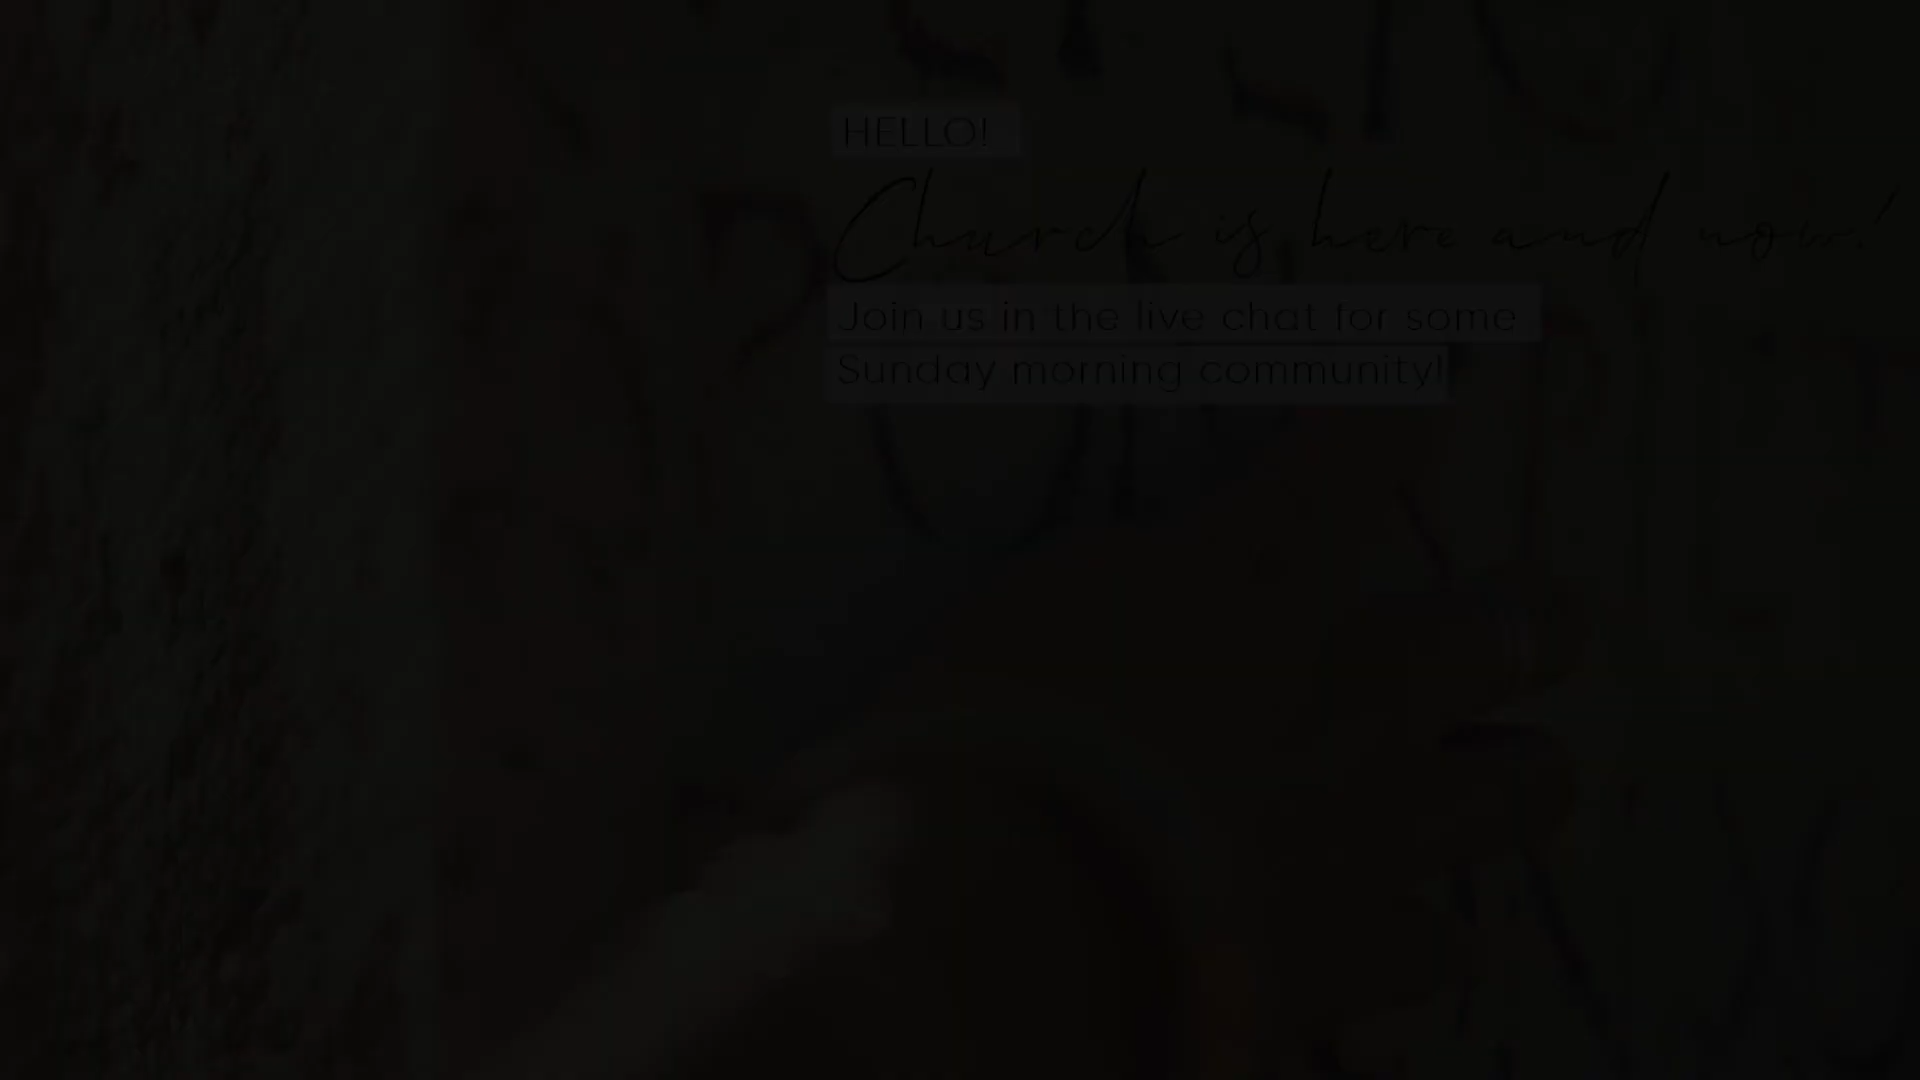 HELLO!
Church is here and now!
Join us in the live chat for some
Sunday morning community!